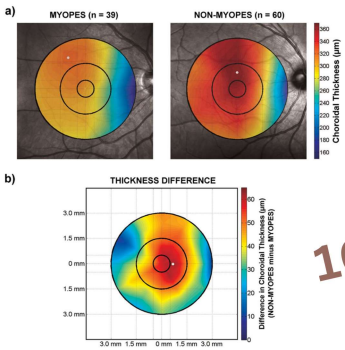 a)
MYOPES (n = 39)
NON-MYOPES (n = 60)
360
340
320
300
280
260
240
220
200
180
160
Choroidal Thickness (µm)
b)
THICKNESS DIFFERENCE
3.0 mm
1.5 mm
0 mm
1.5 mm
3.0 mm
3.0 mm 1.5 mm 0 mm 1.5 mm 3.0 mm
60
50
40
30
20
10
0
Difference in Choroidal Thickness (µm)
(NON-MYOPES minus MYOPES)